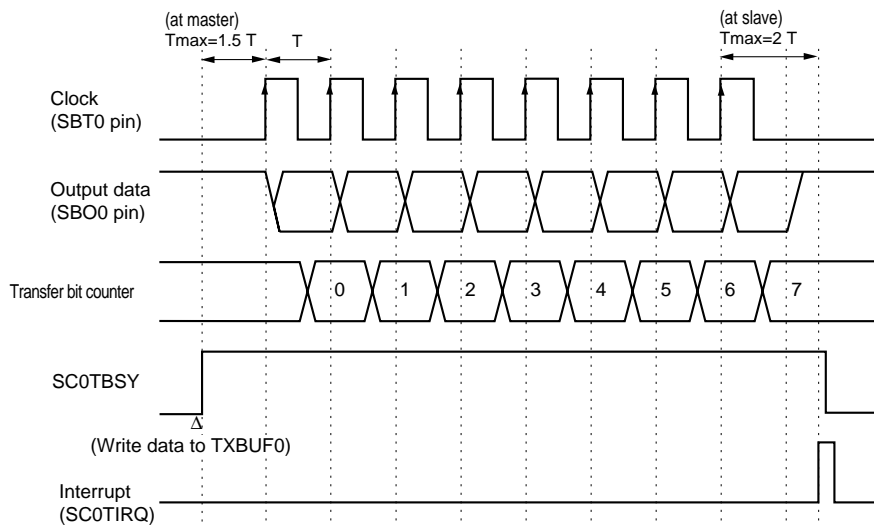 (at master)
Tmax=1.5 T
T
(at slave)
Tmax=2 T
Clock
(SBT0 pin)
Output data
(SBO0 pin)
Transfer bit counter
0 1 2 3 4 5 6 7
SC0TBSY
Δ
(Write data to TXBUF0)
Interrupt
(SC0TIRQ)